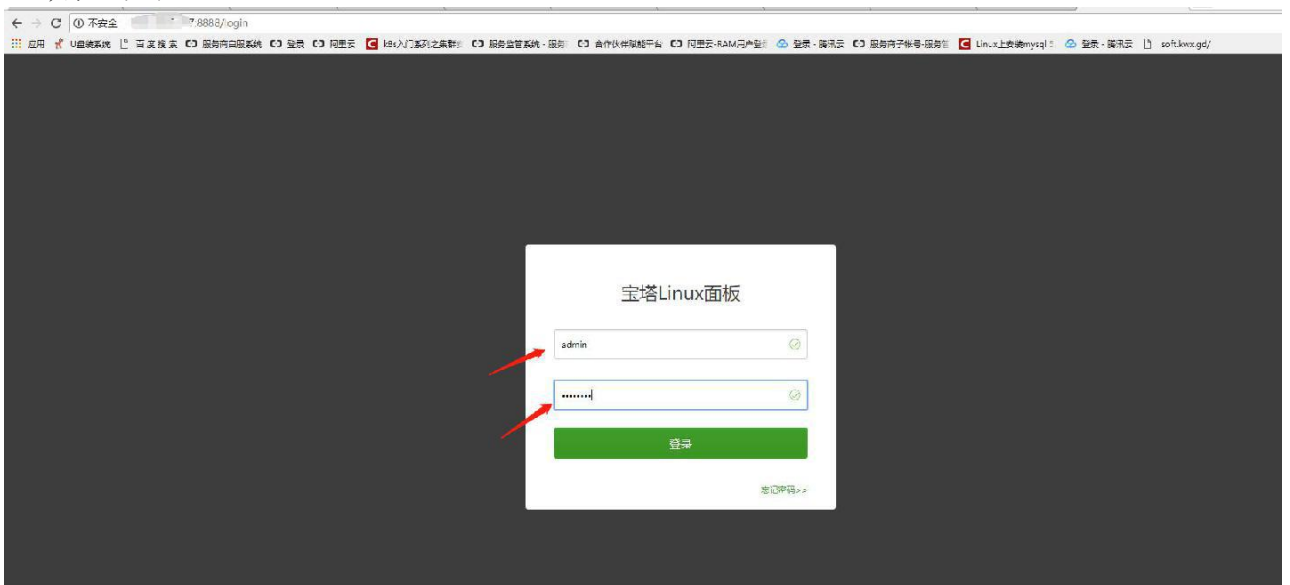 不安全 7:8888/login
应用 U盘装系统 百度搜索 服务商白服系统 登录 阿里云 k8s入门系列之集群 服务监管系统 - 服务 合作伙伴赋能平台 阿里云-RAM用户登 登录 - 腾讯云 服务商子帐号-服务 Linux上安装mysql 登录 - 腾讯云 soft.kwx.gd/
宝塔Linux面板
admin
登录
忘记密码>>